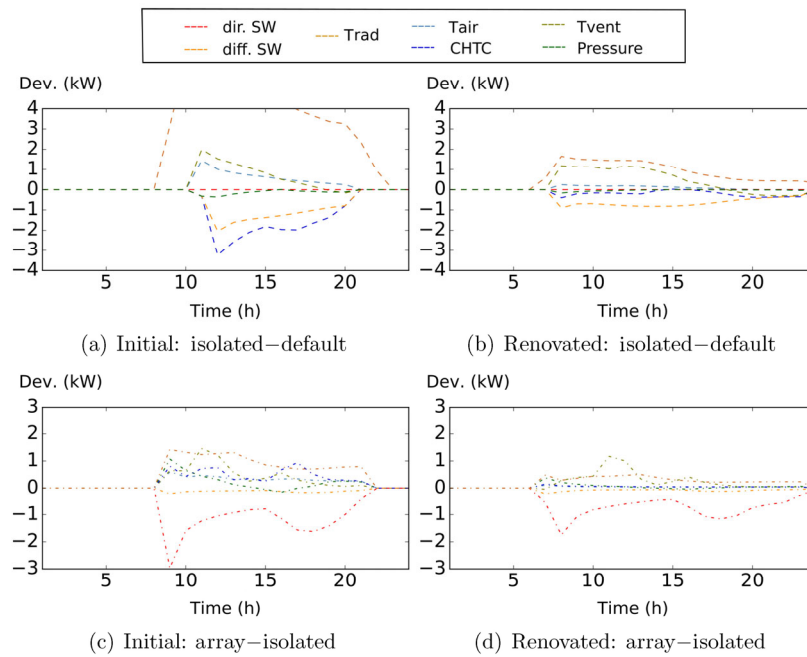 dir. SW
diff. SW
Trad
Tair
CHTC
Tvent
Pressure
Dev. (kW)
4
3
2
1
0
−1
−2
−3
−4
5
10
15
20
Time (h)
(a) Initial: isolated−default
Dev. (kW)
4
3
2
1
0
−1
−2
−3
−4
5
10
15
20
Time (h)
(b) Renovated: isolated−default
Dev. (kW)
3
2
1
0
−1
−2
−3
5
10
15
20
Time (h)
(c) Initial: array−isolated
Dev. (kW)
3
2
1
0
−1
−2
−3
5
10
15
20
Time (h)
(d) Renovated: array−isolated